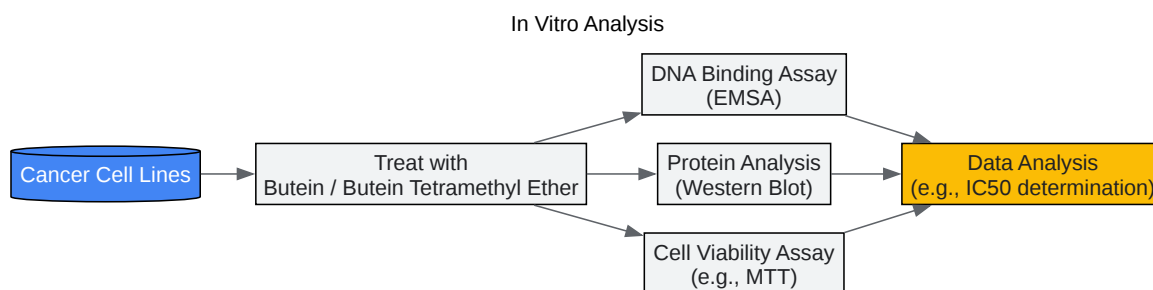 In Vitro Analysis
DNA Binding Assay
(EMSA)
Cancer Cell Lines
Treat with
Butein / Butein Tetramethyl Ether
Protein Analysis
(Western Blot)
Data Analysis
(e.g., IC50 determination)
Cell Viability Assay
(e.g., MTT)